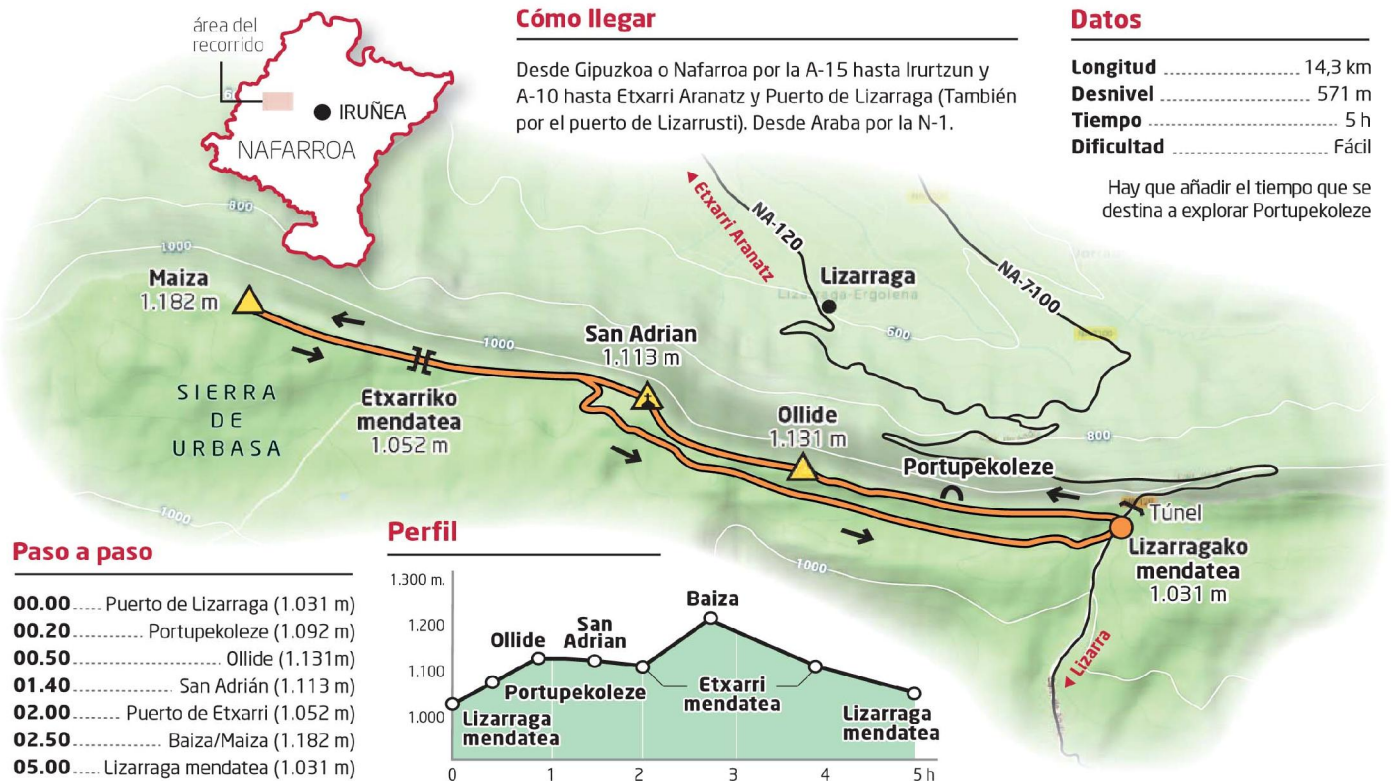 área del
recorrido
IRUÑEA
NAFARROA
Cómo llegar
Desde Gipuzkoa o Nafarroa por la A-15 hasta Irurtzun y
A-10 hasta Etxarri Aranatz y Puerto de Lizarraga (También
por el puerto de Lizarrusti). Desde Araba por la N-1.
Datos
Longitud 14,3 km
Desnivel 571 m
Tiempo 5 h
Dificultad Fácil
Hay que añadir el tiempo que se
destina a explorar Portupekoleze
800
1000
Maiza
1.182 m
SIERRA
DE
URBASA
Etxarriko
mendatea
1.052 m
1000
San Adrian
1.113 m
Etxarri Aranatz
NA-120
Lizarraga
Lizarraga-Ergoiena
600
NA-7100
Ollide
1.131 m
800
Portupekoleze
Túnel
Lizarragako
mendatea
1.031 m
Lizarra
1000
1000
Paso a paso
00.00 ..... Puerto de Lizarraga (1.031 m)
00.20 ............. Portupekoleze (1.092 m)
00.50 .......................... Ollide (1.131m)
01.40 .................. San Adrián (1.113 m)
02.00 ......... Puerto de Etxarri (1.052 m)
02.50 ................ Baiza/Maiza (1.182 m)
05.00 ..... Lizarraga mendatea (1.031 m)
Perfil
1.300 m.
1.200
1.100
1.000
Lizarraga
mendatea
Portupekoleze
Ollide
San
Adrian
Baiza
Etxarri
mendatea
Lizarraga
mendatea
0 1 2 3 4 5 h